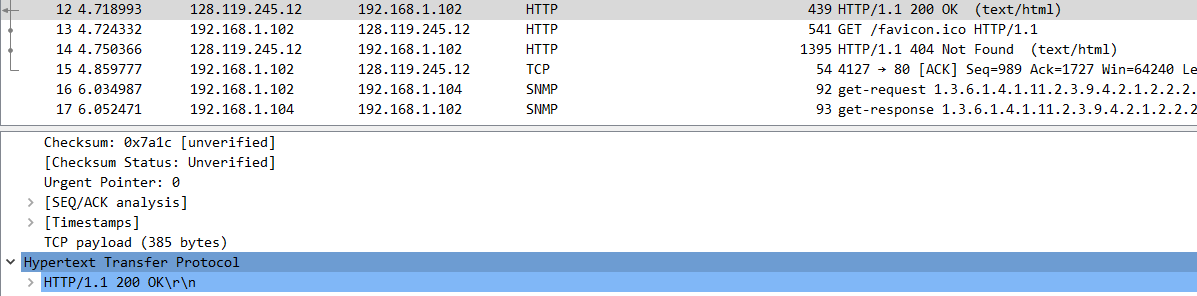 12 4.718993 128.119.245.12 192.168.1.102 HTTP 439 HTTP/1.1 200 OK (text/html)
13 4.724332 192.168.1.102 128.119.245.12 HTTP 541 GET /favicon.ico HTTP/1.1
14 4.750366 128.119.245.12 192.168.1.102 HTTP 1395 HTTP/1.1 404 Not Found (text/html)
15 4.859777 192.168.1.102 128.119.245.12 TCP 54 4127 → 80 [ACK] Seq=989 Ack=1727 Win=64240 Le
16 6.034987 192.168.1.102 192.168.1.104 SNMP 92 get-request 1.3.6.1.4.1.11.2.3.9.4.2.1.2.2.2.
17 6.052471 192.168.1.104 192.168.1.102 SNMP 93 get-response 1.3.6.1.4.1.11.2.3.9.4.2.1.2.2.2
Checksum: 0x7a1c [unverified]
[Checksum Status: Unverified]
Urgent Pointer: 0
[SEQ/ACK analysis]
[Timestamps]
TCP payload (385 bytes)
Hypertext Transfer Protocol
HTTP/1.1 200 OK\r\n